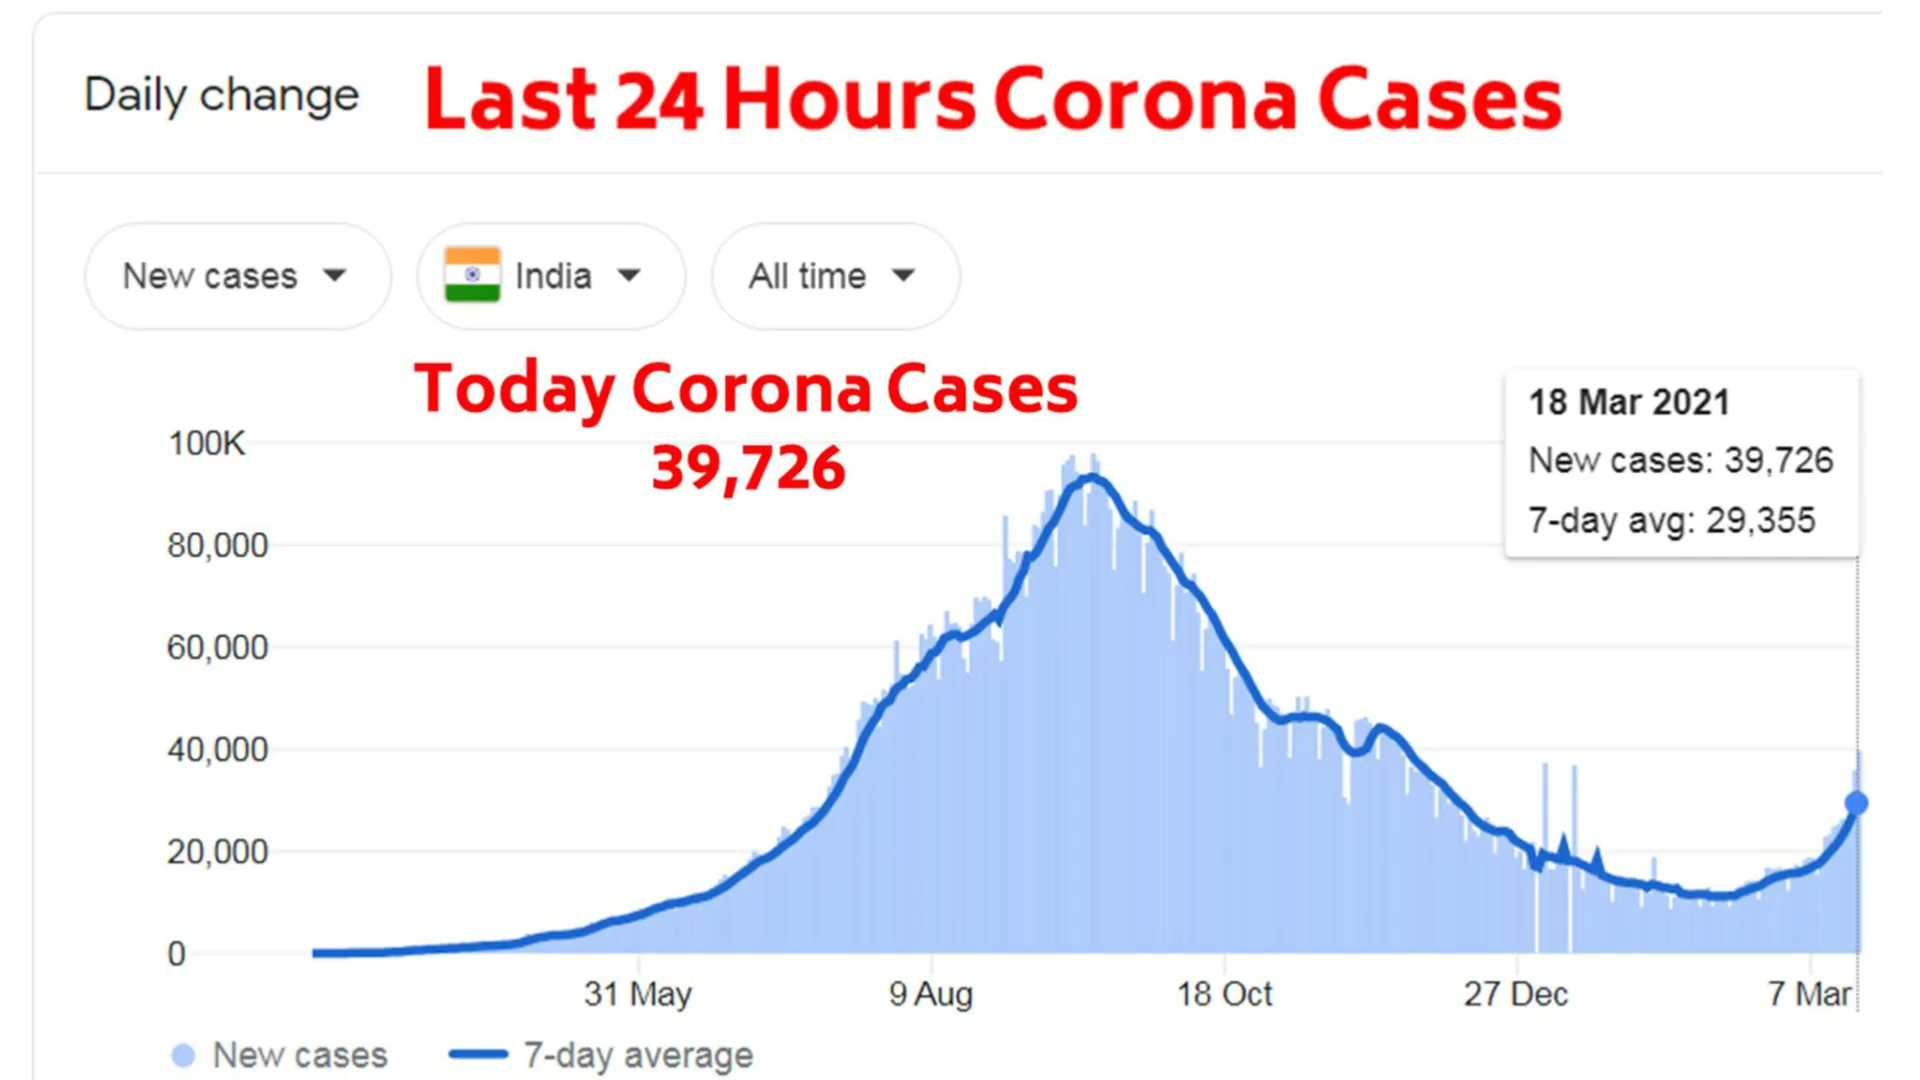 Daily change
Last 24 Hours Corona Cases
New cases
India
All time
Today Corona Cases
39,726
18 Mar 2021
New cases: 39,726
7-day avg: 29,355
100K
80,000
60,000
40,000
20,000
0
31 May
9 Aug
18 Oct
27 Dec
7 Mar
New cases
7-day average